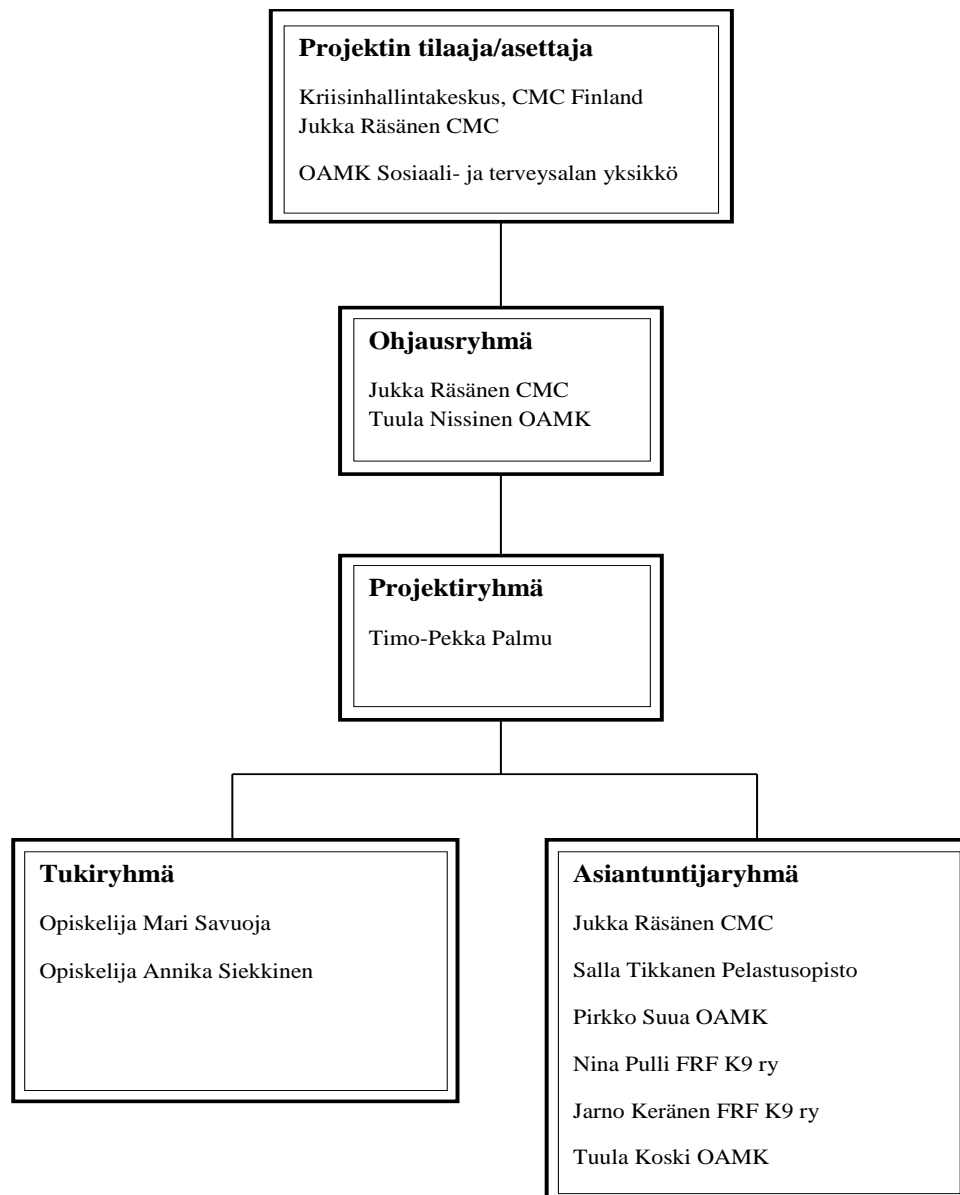 Projektin tilaaja/asettaja
Kriisinhallintakeskus, CMC Finland
Jukka Räsänen CMC
OAMK Sosiaali- ja terveysalan yksikkö
Ohjausryhmä
Jukka Räsänen CMC
Tuula Nissinen OAMK
Projektiryhmä
Timo-Pekka Palmu
Tukiryhmä
Opiskelija Mari Savuoja
Opiskelija Annika Siekkinen
Asiantuntijaryhmä
Jukka Räsänen CMC
Salla Tikkanen Pelastusopisto
Pirkko Suua OAMK
Nina Pulli FRF K9 ry
Jarno Keränen FRF K9 ry
Tuula Koski OAMK